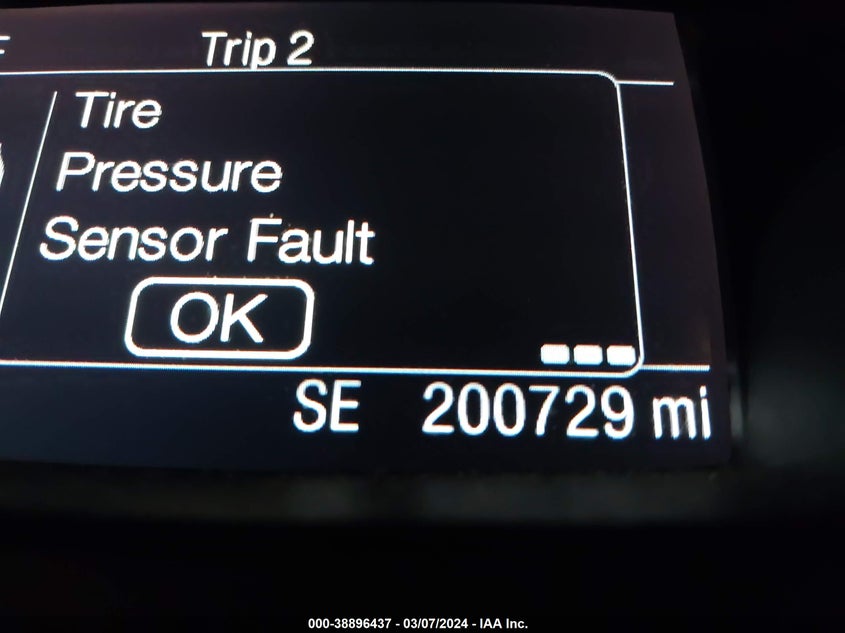 Trip 2
Tire
Pressure
Sensor Fault
OK
SE 200729 mi
000-38896437 - 03/07/2024 - IAA Inc.